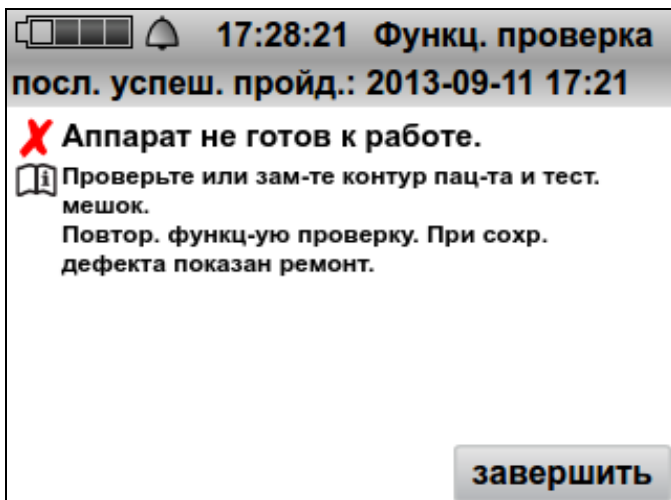 17:28:21 Функц. проверка
посл. успеш. пройд.: 2013-09-11 17:21
Аппарат не готов к работе.
Проверьте или зам-те контур пац-та и тест.
мешок.
Повтор. функц-ую проверку. При сохр.
дефекта показан ремонт.
завершить